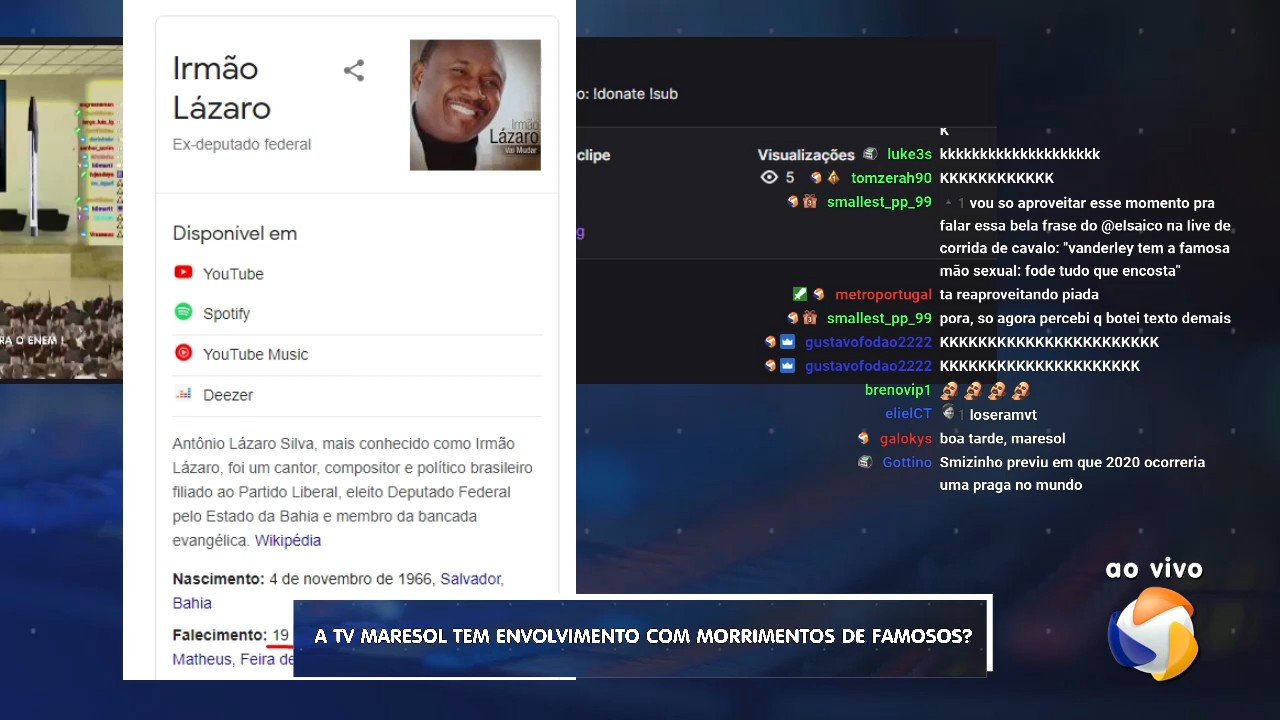 Irmão
Lázaro
Ex-deputado federal
Irmão
Lázaro
Vai Mudar
Disponível em
YouTube
Spotify
YouTube Music
Deezer
Antônio Lázaro Silva, mais conhecido como Irmão
Lázaro, foi um cantor, compositor e político brasileiro
filiado ao Partido Liberal, eleito Deputado Federal
pelo Estado da Bahia e membro da bancada
evangélica. Wikipédia
Nascimento: 4 de novembro de 1966, Salvador,
Bahia
Falecimento: 19
Matheus, Feira de
RA O ENEM
o: !donate !sub
clipe
Visualizações
5
g
K
luke3s kkkkkkkkkkkkkkkkkkkk
tomzerah90 KKKKKKKKKKKK
smallest_pp_99 1 vou so aproveitar esse momento pra
falar essa bela frase do @elsaico na live de
corrida de cavalo: "vanderley tem a famosa
mão sexual: fode tudo que encosta"
metroportugal ta reaproveitando piada
smallest_pp_99 pora, so agora percebi q botei texto demais
gustavofodao2222 KKKKKKKKKKKKKKKKKKKKKK
gustavofodao2222 KKKKKKKKKKKKKKKKKKKK
brenovip1
elielCT 1 loseramvt
galokys boa tarde, maresol
Gottino Smizinho previu em que 2020 ocorreria
uma praga no mundo
ao vivo
A TV MARESOL TEM ENVOLVIMENTO COM MORRIMENTOS DE FAMOSOS?